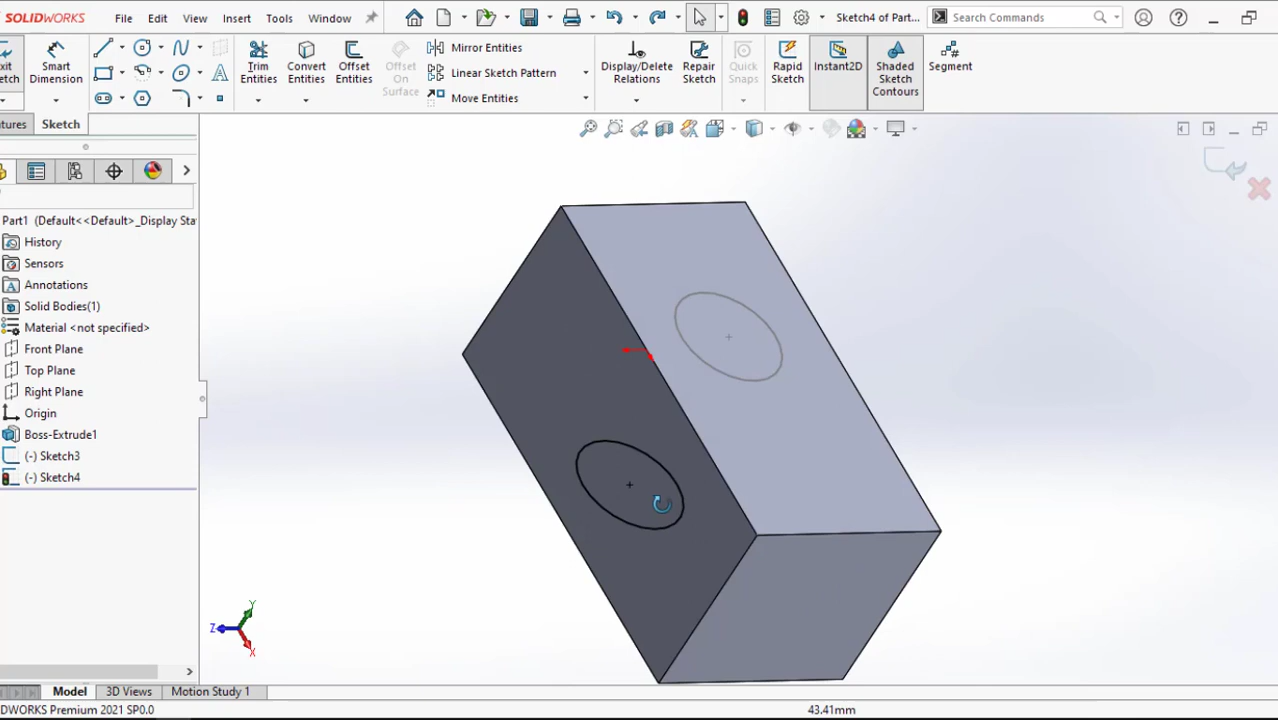 SOLIDWORKS File Edit View Insert Tools Window Sketch4 of Part... Search Commands
xit Smart Trim Convert Offset Offset Mirror Entities Display/Delete Repair Quick Rapid Instant2D Shaded Segment
etch Dimension Entities Entities Entities On Linear Sketch Pattern Relations Sketch Snaps Sketch Sketch
Surface Move Entities Contours
atures Sketch
Part1 (Default<<Default>_Display Sta
History
Sensors
Annotations
Solid Bodies(1)
Material <not specified>
Front Plane
Top Plane
Right Plane
Origin
Boss-Extrude1
(-) Sketch3
(-) Sketch4
Y
Z
X
Model 3D Views Motion Study 1
DWORKS Premium 2021 SP0.0 43.41mm